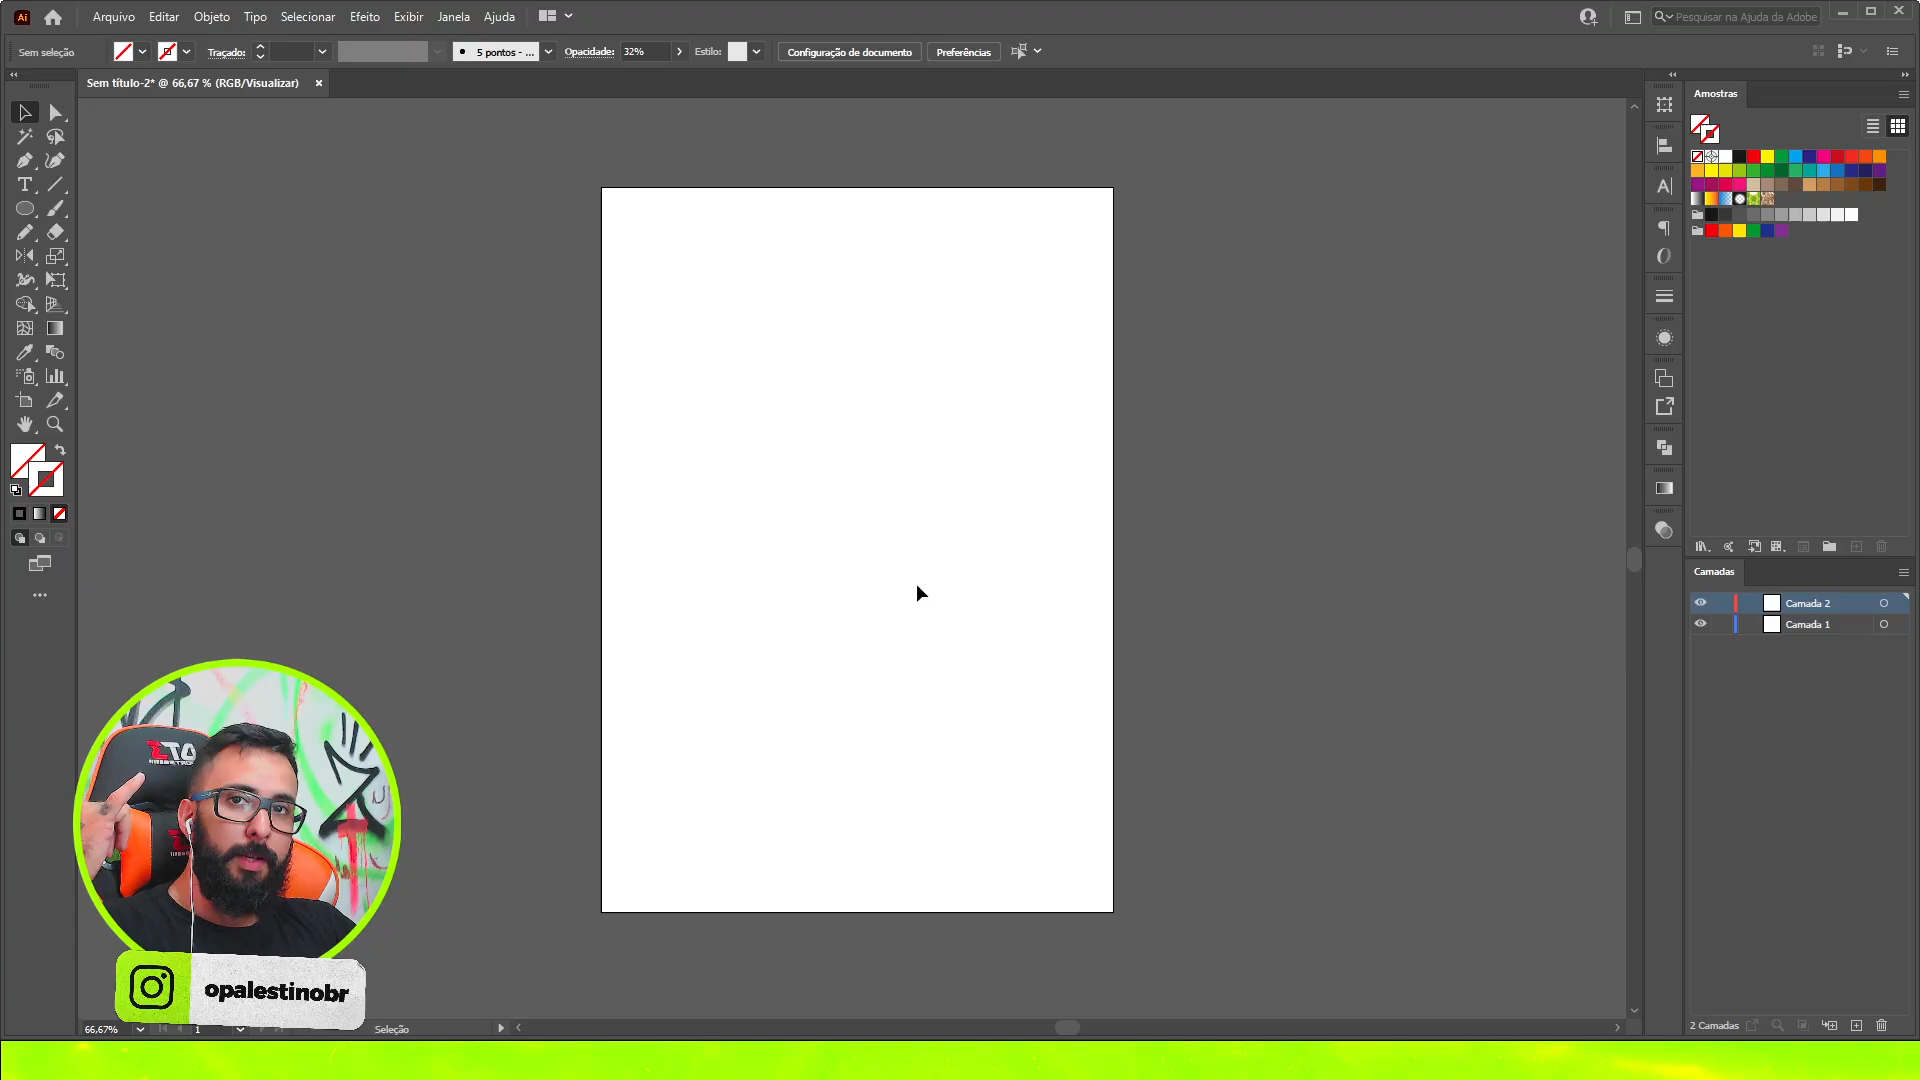 Ai
Arquivo Editar Objeto Tipo Selecionar Efeito Exibir Janela Ajuda
Pesquisar na Ajuda da Adobe
Sem seleção
Traçado:
5 pontos - ...
Opacidade: 32%
Estilo:
Configuração de documento
Preferências
Sem título-2* @ 66,67 % (RGB/Visualizar)
Amostras
Camadas
Camada 2
Camada 1
opalestinobr
66,67%
1
Seleção
2 Camadas